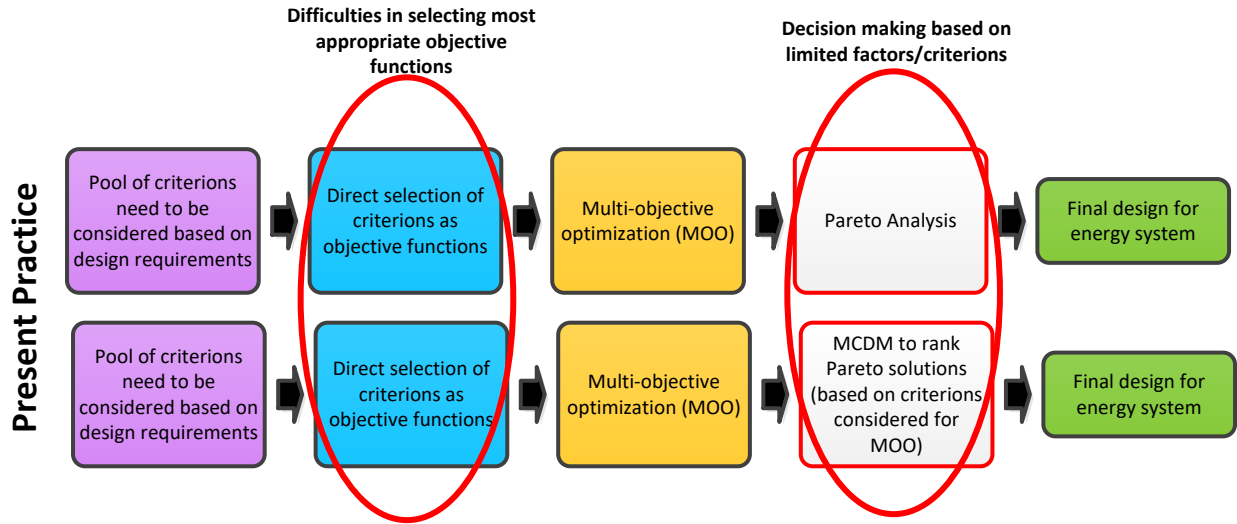 Difficulties in selecting most
appropriate objective
functions
Decision making based on
limited factors/criterions
Present Practice
Pool of criterions
need to be
considered based on
design requirements
Direct selection of
criterions as
objective functions
Multi-objective
optimization (MOO)
Pareto Analysis
Final design for
energy system
Pool of criterions
need to be
considered based on
design requirements
Direct selection of
criterions as
objective functions
Multi-objective
optimization (MOO)
MCDM to rank
Pareto solutions
(based on criterions
considered for
MOO)
Final design for
energy system